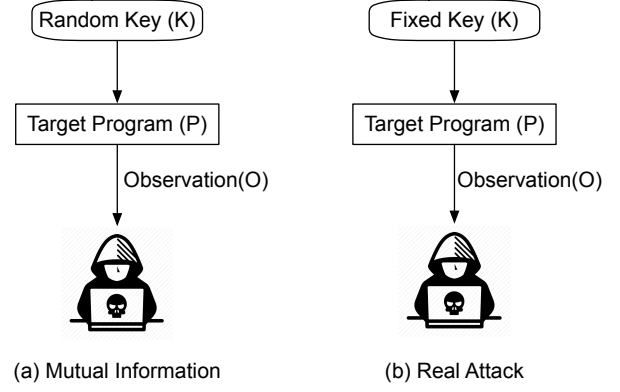 Random Key (K)
Target Program (P)
Observation(O)
(a) Mutual Information
Fixed Key (K)
Target Program (P)
Observation(O)
(b) Real Attack